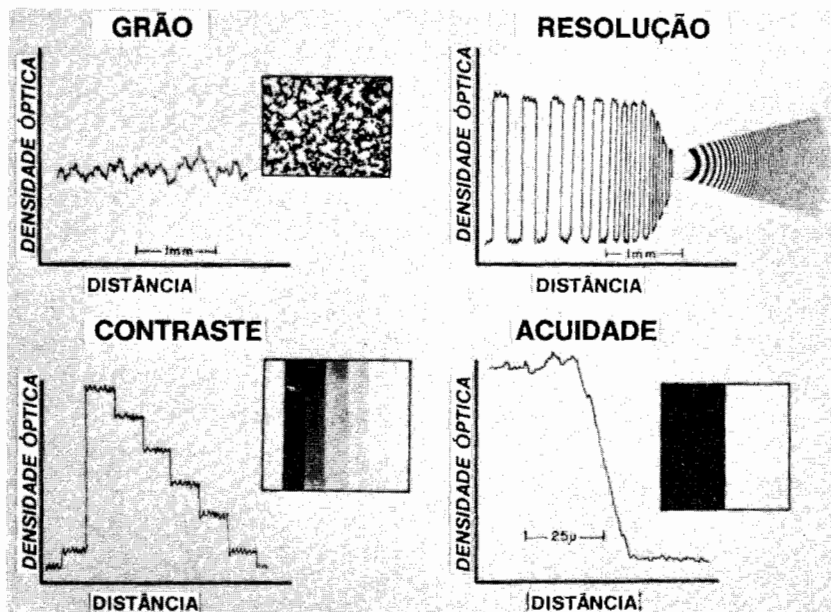 GRÃO
DENSIDADE ÓPTICA
1mm
DISTÂNCIA
RESOLUÇÃO
DENSIDADE ÓPTICA
1mm
DISTÂNCIA
CONTRASTE
DENSIDADE ÓPTICA
DISTÂNCIA
ACUIDADE
DENSIDADE ÓPTICA
25μ
DISTÂNCIA